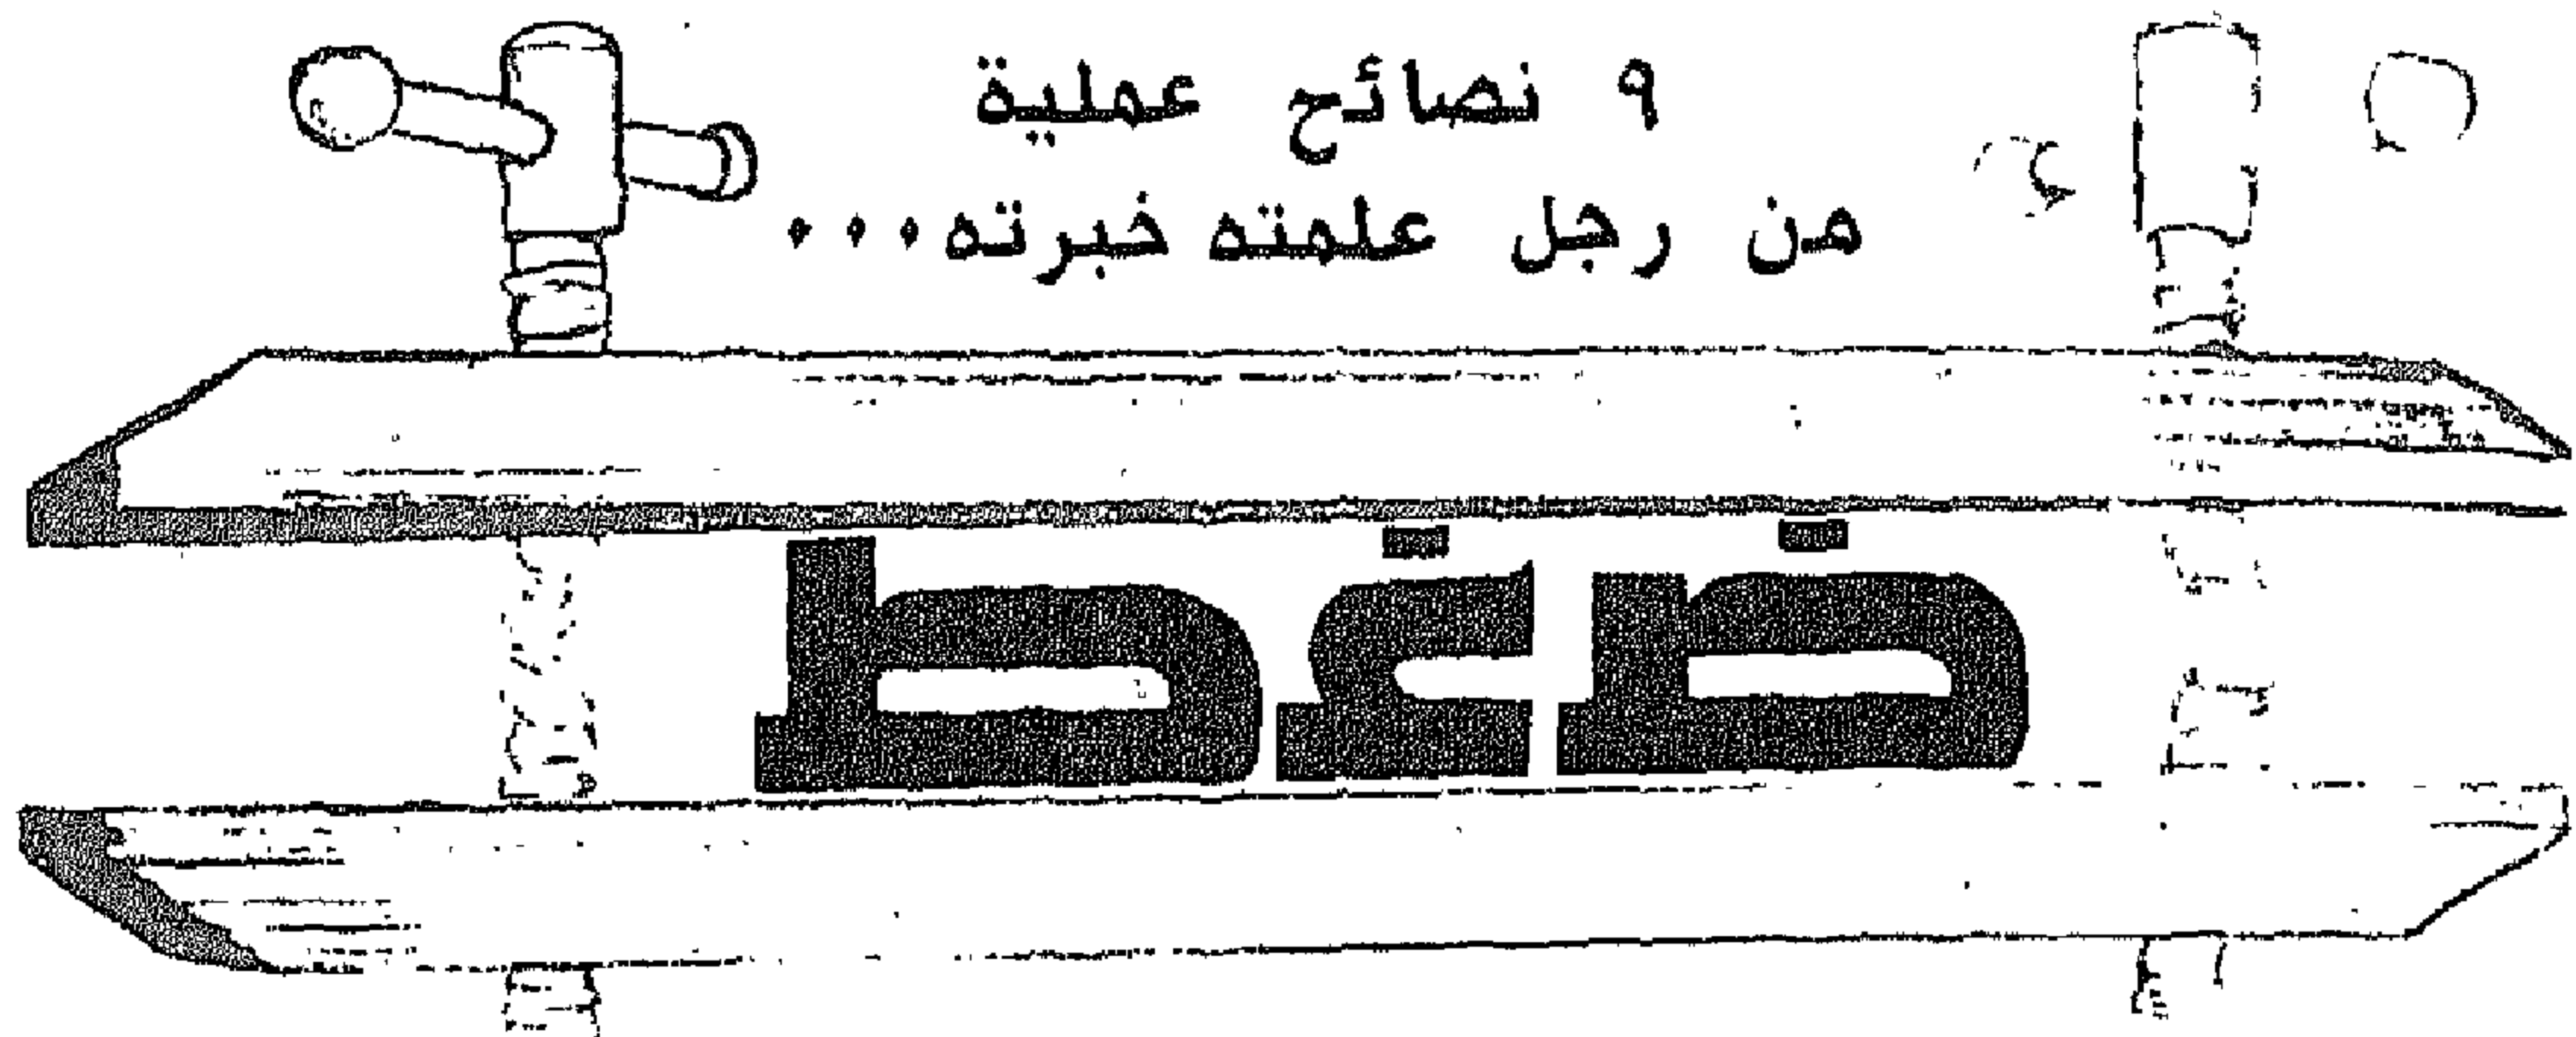 ٩ نصائح عملية
من رجل علمته خبرته...
ضغط